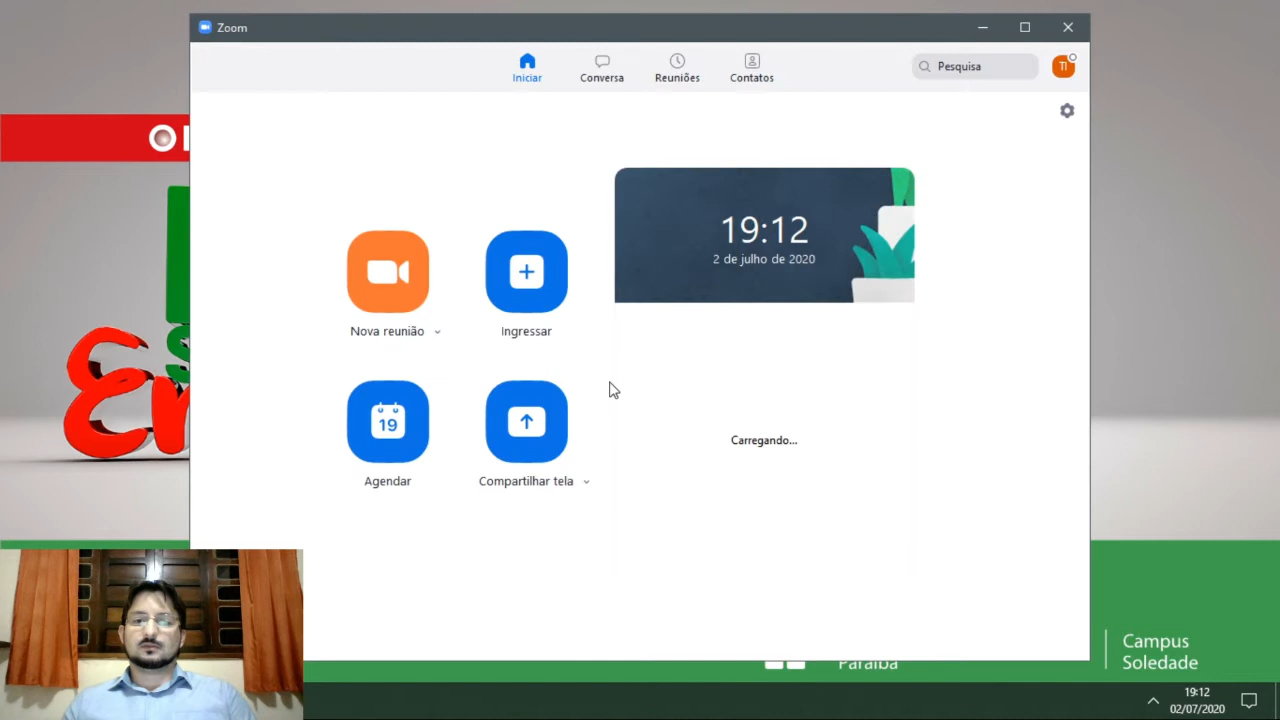 Zoom
Iniciar
Conversa
Reuniões
Contatos
Pesquisa
TI
19:12
2 de julho de 2020
Nova reunião
Ingressar
19
Agendar
Compartilhar tela
Carregando...
Campus
Soledade
Paraíba
19:12
02/07/2020